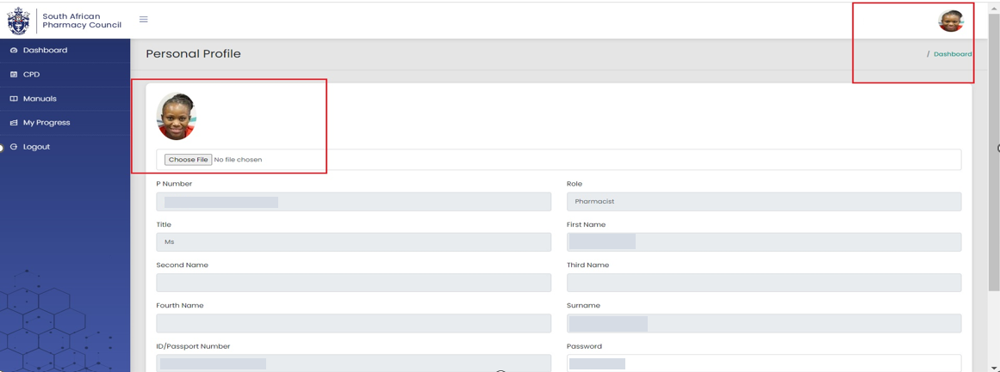 South African
Pharmacy Council
Dashboard
CPD
Manuals
My Progress
Logout
Personal Profile
/ Dashboard
Choose File No file chosen
P Number
Role
Pharmacist
Title
Ms
First Name
Second Name
Third Name
Fourth Name
Surname
ID/Passport Number
Password